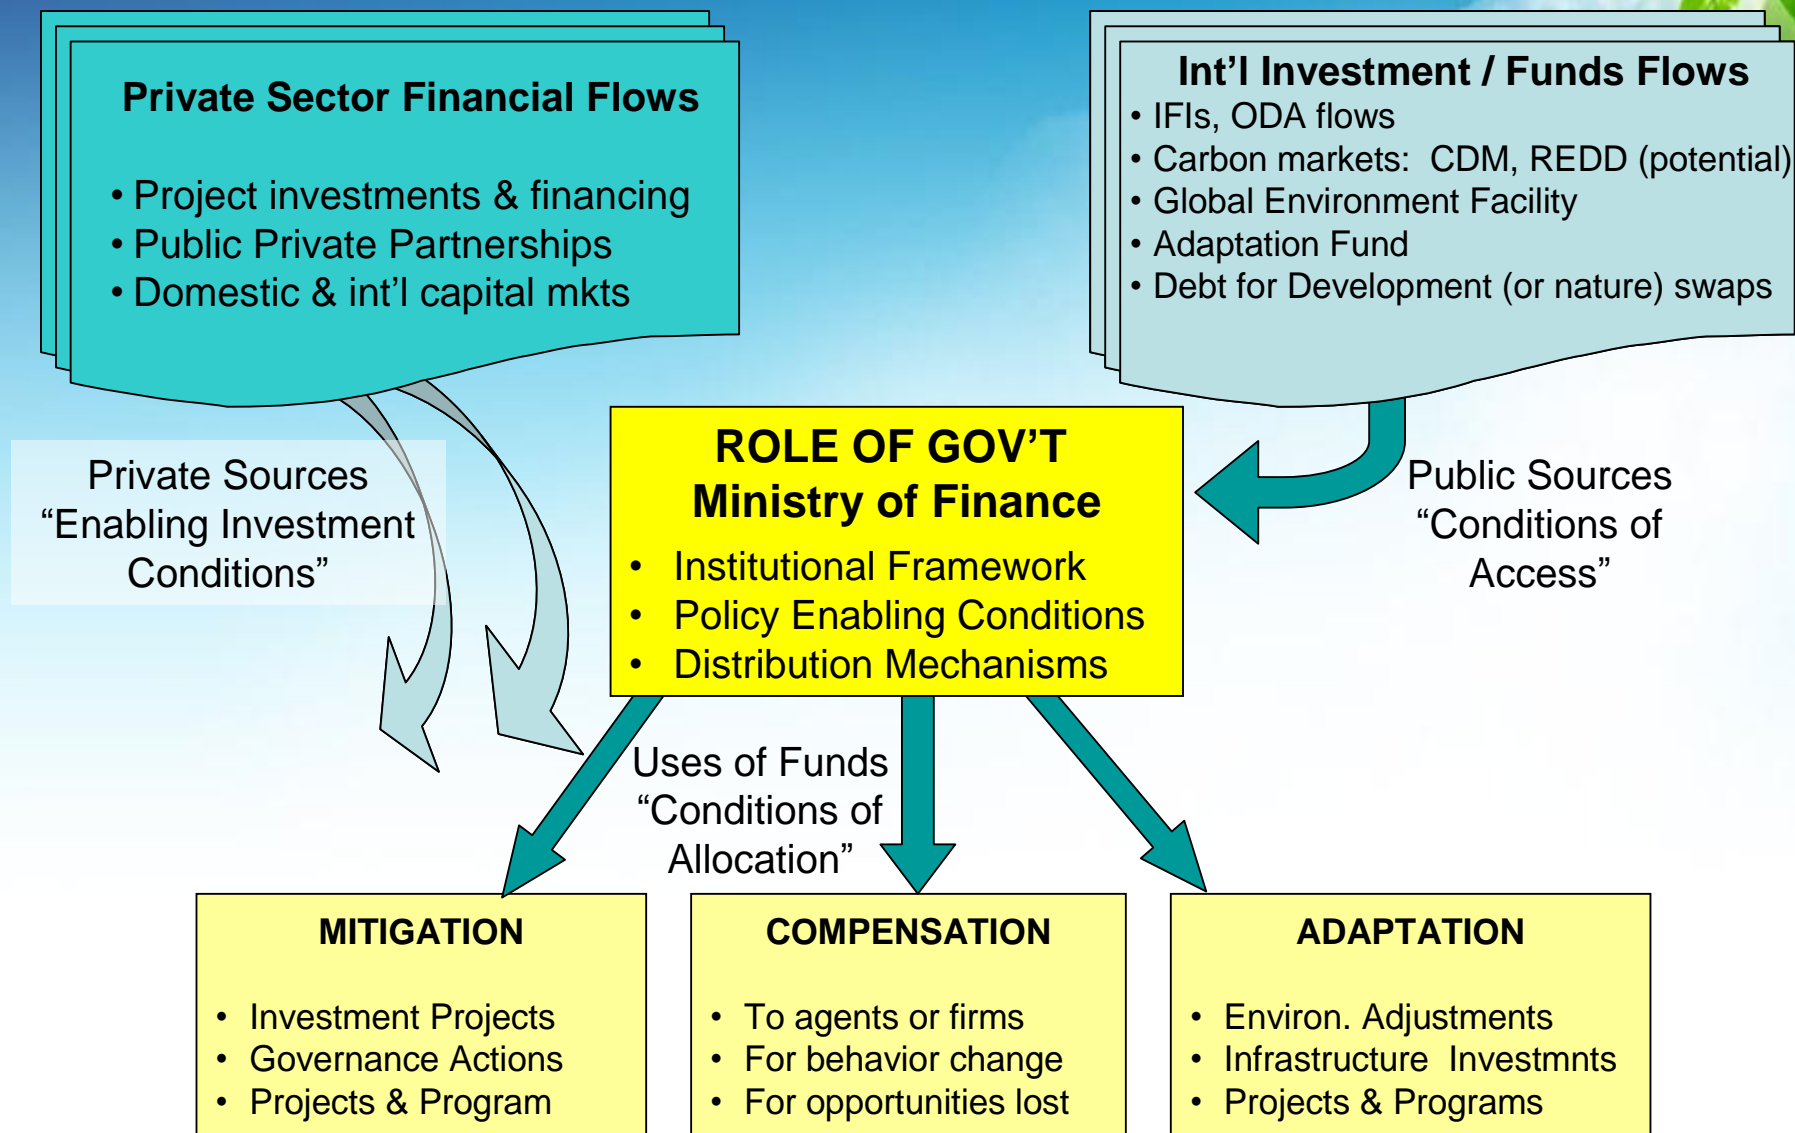 Private Sector Financial Flows
• Project investments & financing
• Public Private Partnerships
• Domestic & int'l capital mkts
Int'l Investment / Funds Flows
• IFIs, ODA flows
• Carbon markets:  CDM, REDD (potential)
• Global Environment Facility
• Adaptation Fund
• Debt for Development (or nature) swaps
Private Sources
“Enabling Investment
Conditions”
ROLE OF GOV’T
Ministry of Finance
• Institutional Framework
• Policy Enabling Conditions
• Distribution Mechanisms
Public Sources
“Conditions of
Access”
Uses of Funds
“Conditions of
Allocation”
MITIGATION
• Investment Projects
• Governance Actions
• Projects & Program
COMPENSATION
• To agents or firms
• For behavior change
• For opportunities lost
ADAPTATION
• Environ. Adjustments
• Infrastructure  Investmnts
• Projects & Programs